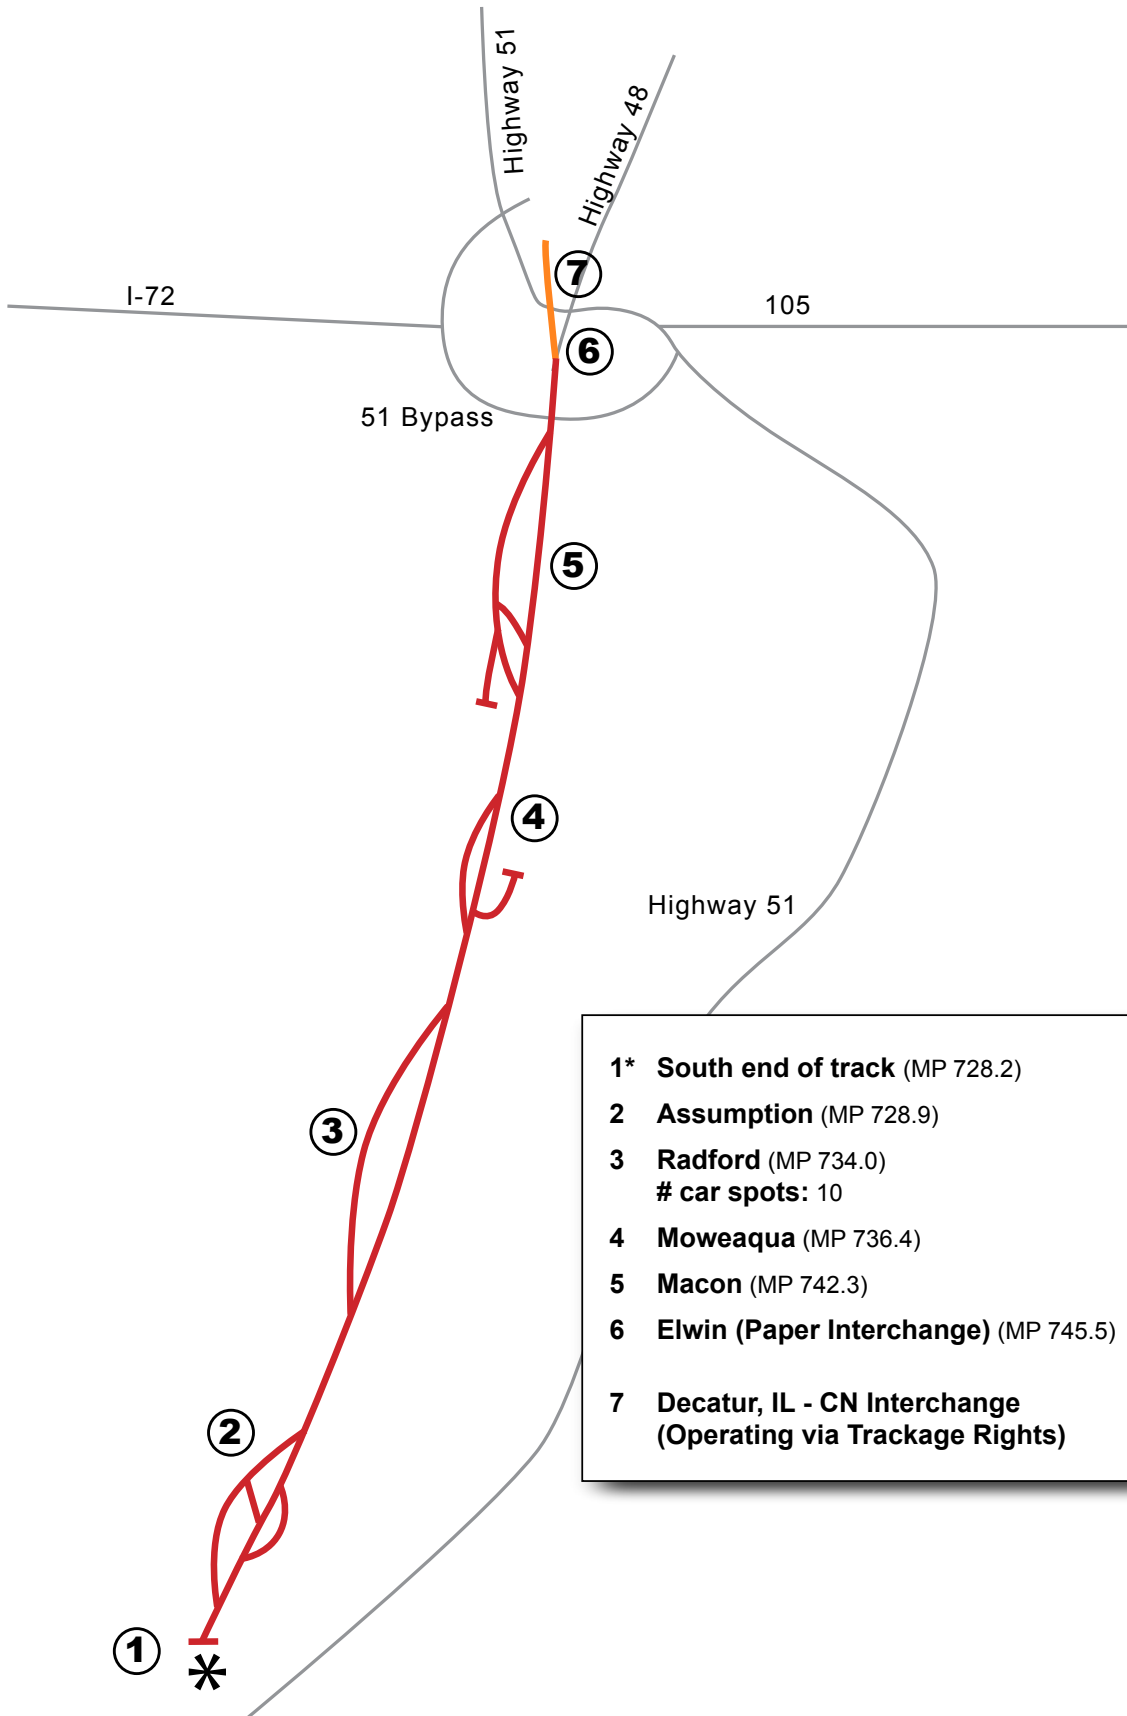 Highway 51
Highway 48
7
I-72
105
6
51 Bypass
5
4
Highway 51
3
2
1
*
1* South end of track (MP 728.2)
2 Assumption (MP 728.9)
3 Radford (MP 734.0)
# car spots: 10
4 Moweaqua (MP 736.4)
5 Macon (MP 742.3)
6 Elwin (Paper Interchange) (MP 745.5)
7 Decatur, IL - CN Interchange
(Operating via Trackage Rights)